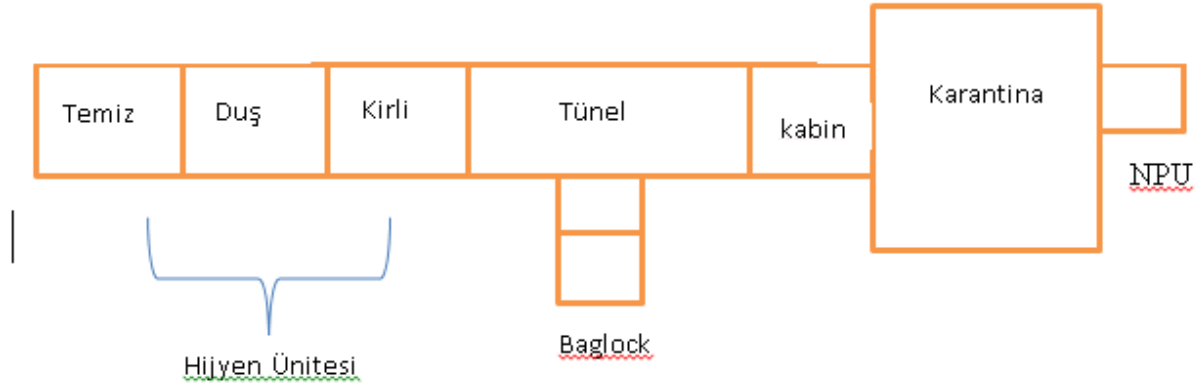 Temiz
Duş
Kirli
Tünel
kabin
Karantina
NPU
Baglock
Hijyen Ünitesi